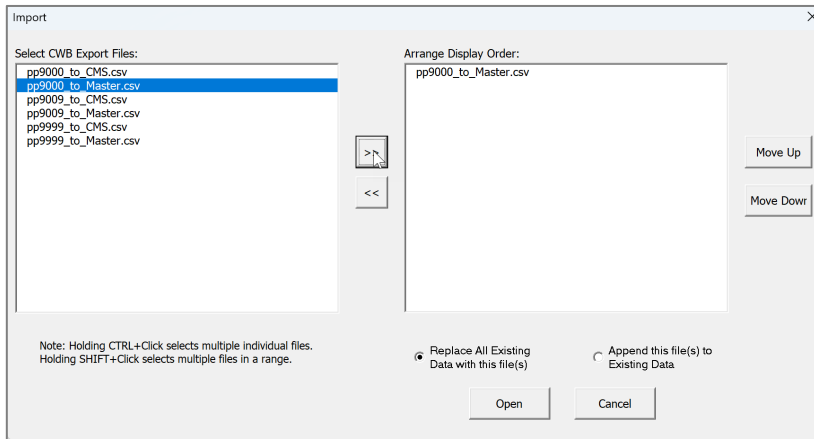 Import
Select CWB Export Files:
pp9000_to_CMS.csv
pp9000_to_Master.csv
pp9009_to_CMS.csv
pp9009_to_Master.csv
pp9999_to_CMS.csv
pp9999_to_Master.csv
Arrange Display Order:
pp9000_to_Master.csv
>>
<<
Move Up
Move Down
Note: Holding CTRL+Click selects multiple individual files.
Holding SHIFT+Click selects multiple files in a range.
Replace All Existing
Data with this file(s)
Append this file(s) to
Existing Data
Open
Cancel